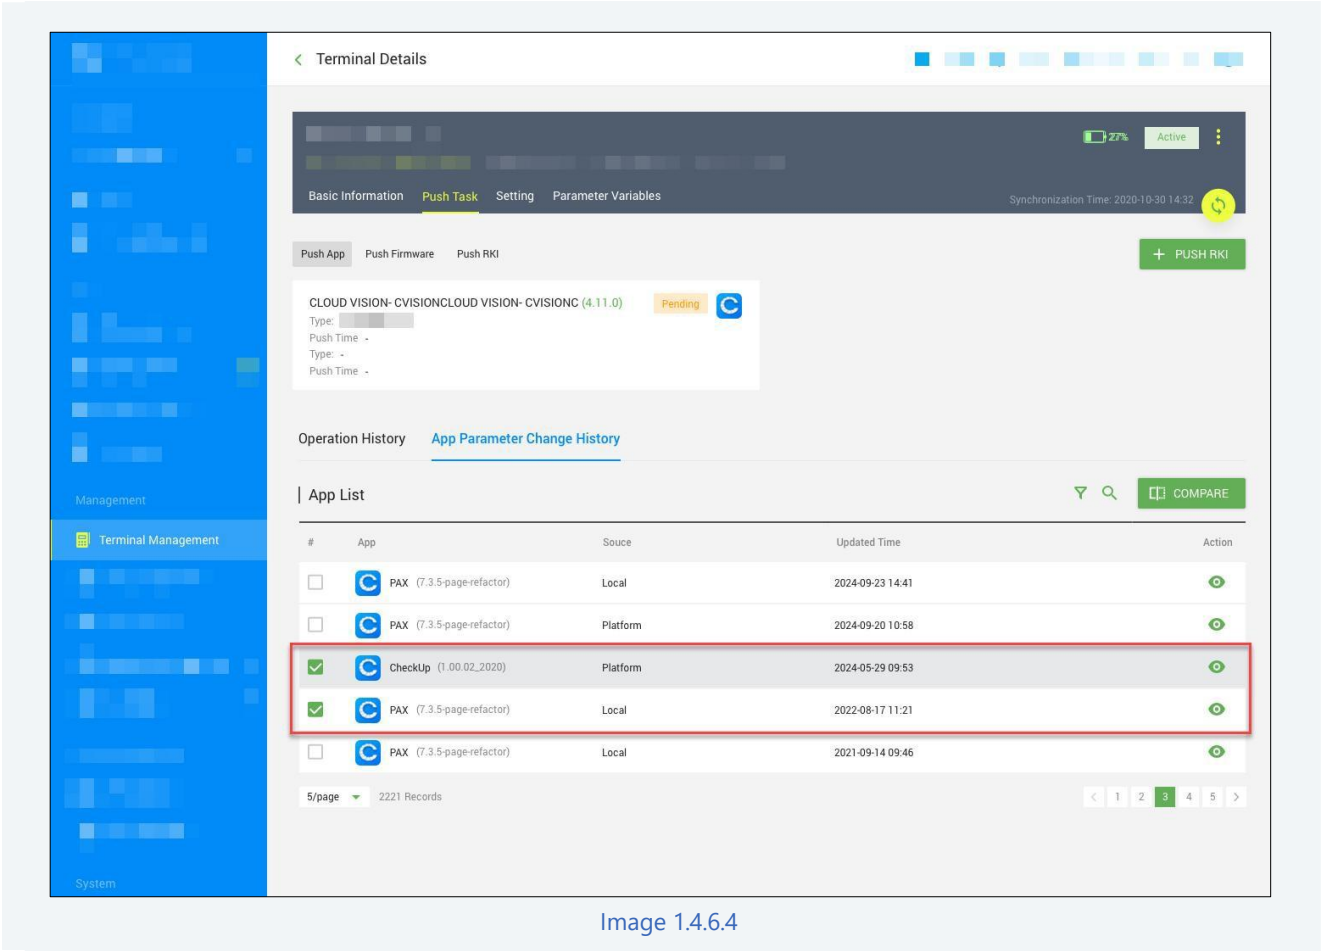 Terminal Details
27%
Active
Basic Information Push Task Setting Parameter Variables
Synchronization Time: 2020-10-30 14:32
Push App Push Firmware Push RKI
+ PUSH RKI
CLOUD VISION- CVISIONCLOUD VISION- CVISIONC (4.11.0) Pending
Type:
Push Time -
Type: -
Push Time -
Operation History App Parameter Change History
Management
App List
COMPARE
Terminal Management
# App Souce Updated Time Action
PAX (7.3.5-page-refactor) Local 2024-09-23 14:41
PAX (7.3.5-page-refactor) Platform 2024-09-20 10:58
CheckUp (1.00.02_2020) Platform 2024-05-29 09:53
PAX (7.3.5-page-refactor) Local 2022-08-17 11:21
PAX (7.3.5-page-refactor) Local 2021-09-14 09:46
5/page 2221 Records < 1 2 3 4 5 >
System
Image 1.4.6.4